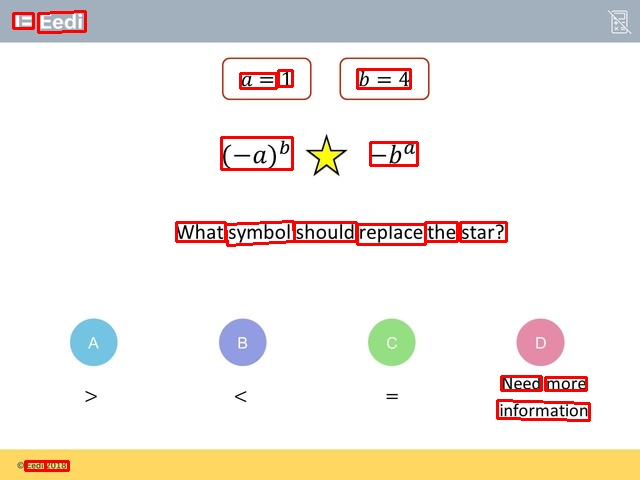 Eedi
a = 1 b = 4
(−a)^b ★ −b^a
What symbol should replace the star?
A B C D
> < = Need more
information
© Eedi 2018